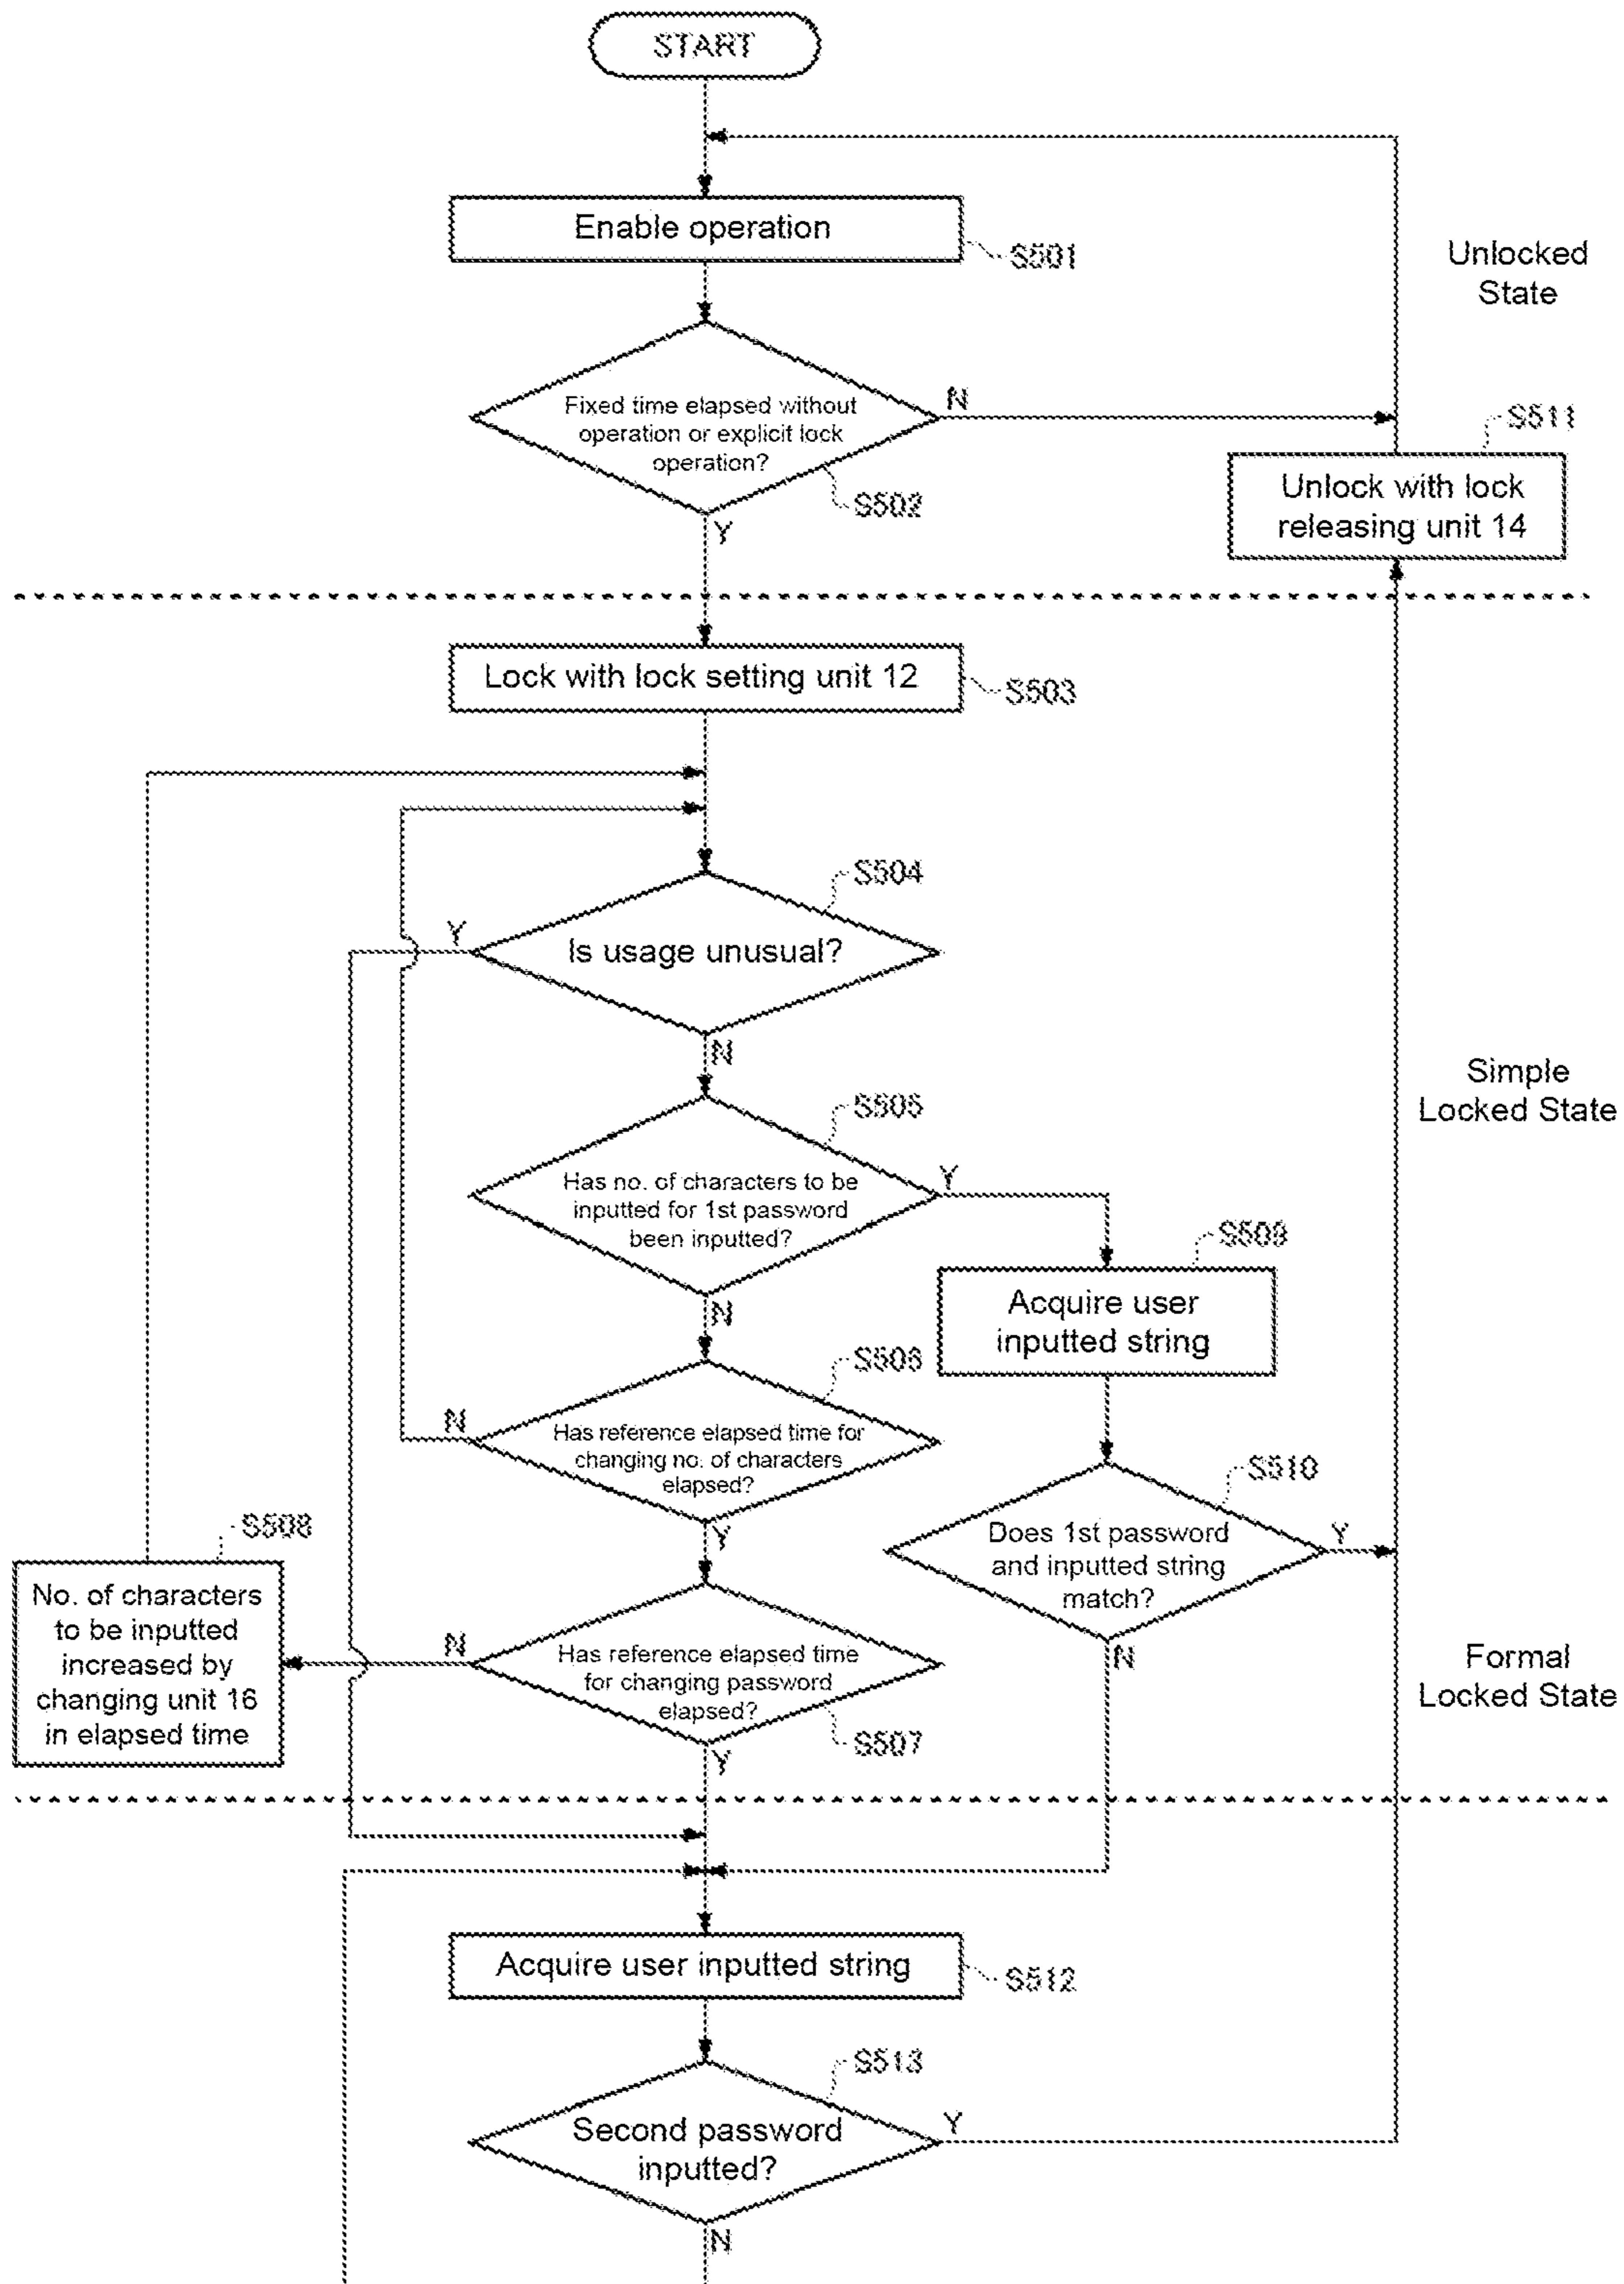 START
Enable operation
S501
Unlocked
State
Fixed time elapsed without
operation or explicit lock
operation?
N
S502
Y
S511
Unlock with lock
releasing unit 14
Lock with lock setting unit 12
S503
S504
Y
Is usage unusual?
N
Simple
Locked State
S505
Has no. of characters to be
inputted for 1st password
been inputted?
Y
N
S509
Acquire user
inputted string
S506
N
Has reference elapsed time for
changing no. of characters
elapsed?
Y
S510
Does 1st password
and inputted string
match?
Y
N
S508
No. of characters
to be inputted
increased by
changing unit 16
in elapsed time
N
Has reference elapsed time
for changing password
elapsed?
S507
Y
Formal
Locked State
Acquire user inputted string
S512
S513
Second password
inputted?
Y
N